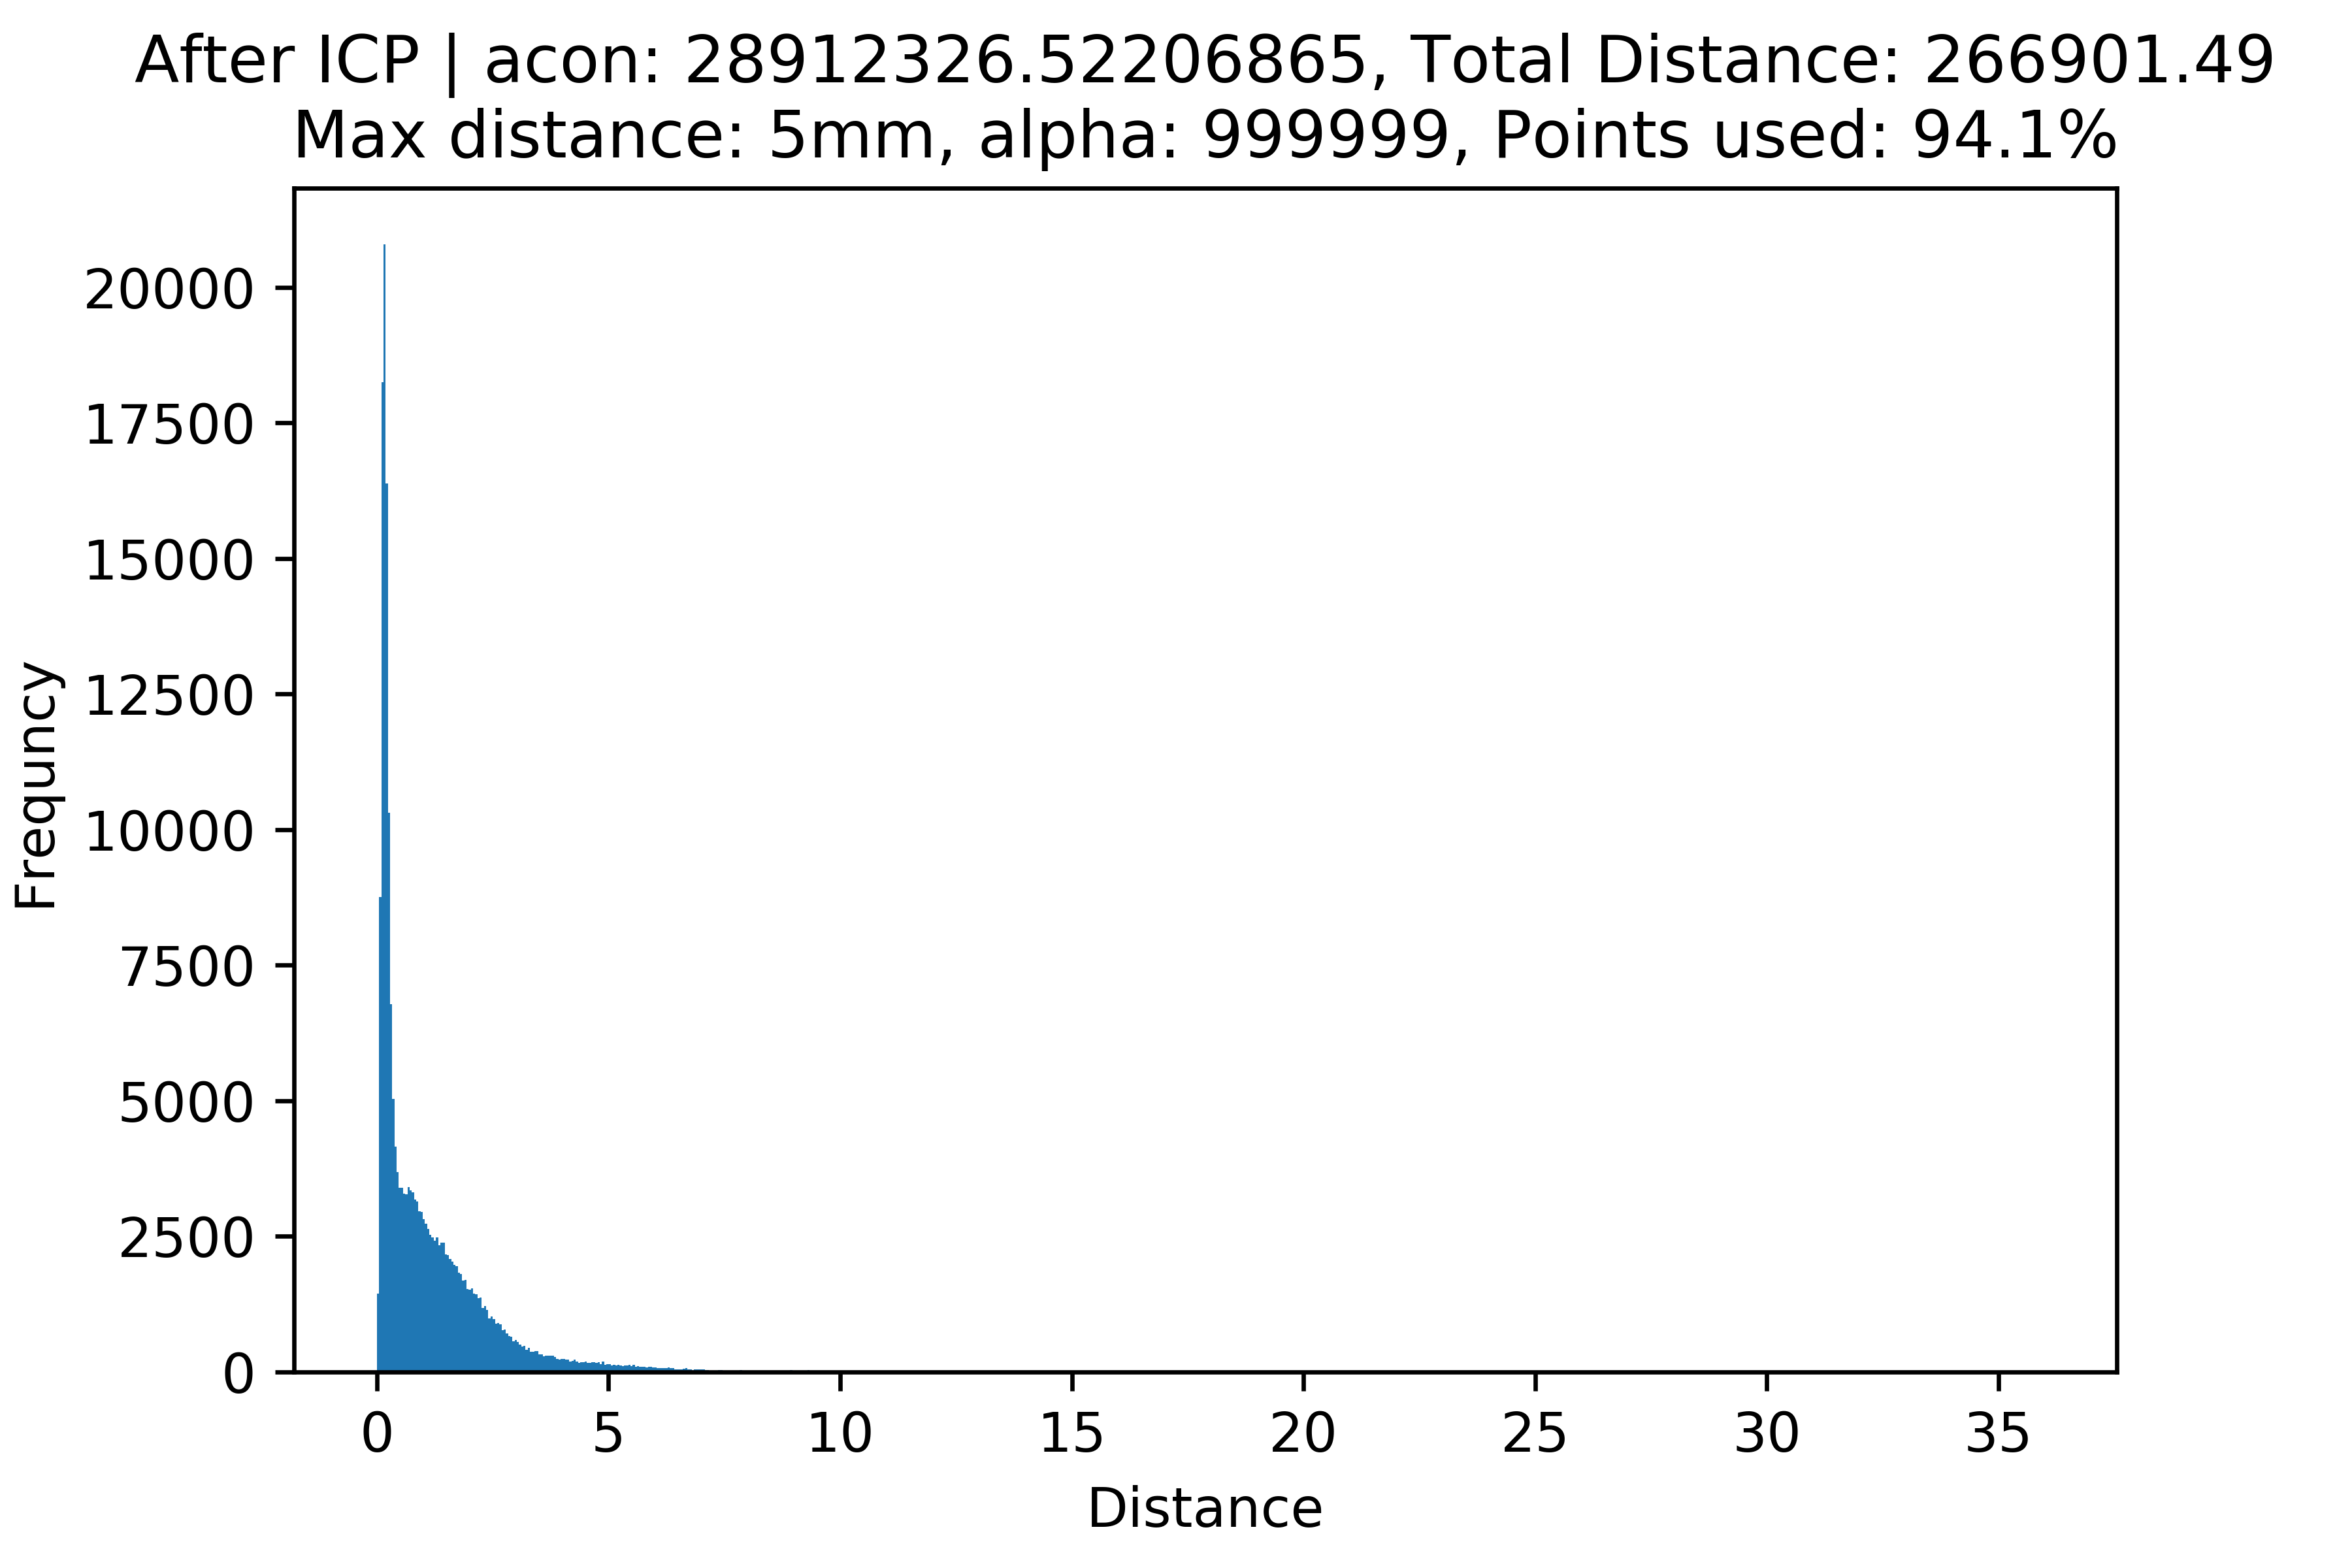 After ICP | acon: 28912326.52206865, Total Distance: 266901.49
Max distance: 5mm, alpha: 999999, Points used: 94.1%
Frequncy
20000
17500
15000
12500
10000
7500
5000
2500
0
0 5 10 15 20 25 30 35
Distance